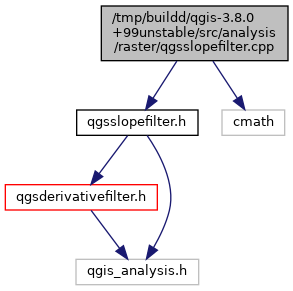 /tmp/buildd/qgis-3.8.0
+99unstable/src/analysis
/raster/qgsslopefilter.cpp
qgsslopefilter.h
cmath
qgsderivativefilter.h
qgis_analysis.h